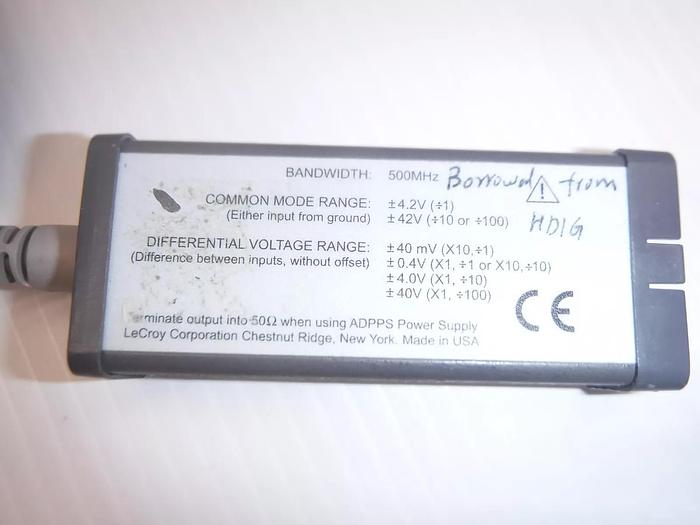 BANDWIDTH: 500MHz Borrowed from
COMMON MODE RANGE: ±4.2V (÷1)
(Either input from ground) ±42V (÷10 or ÷100) HDIG
DIFFERENTIAL VOLTAGE RANGE: ±40 mV (X10,÷1)
(Difference between inputs, without offset) ±0.4V (X1, ÷1 or X10,÷10)
±4.0V (X1, ÷10)
±40V (X1, ÷100)
CE
erminate output into 50Ω when using ADPPS Power Supply
LeCroy Corporation Chestnut Ridge, New York. Made in USA